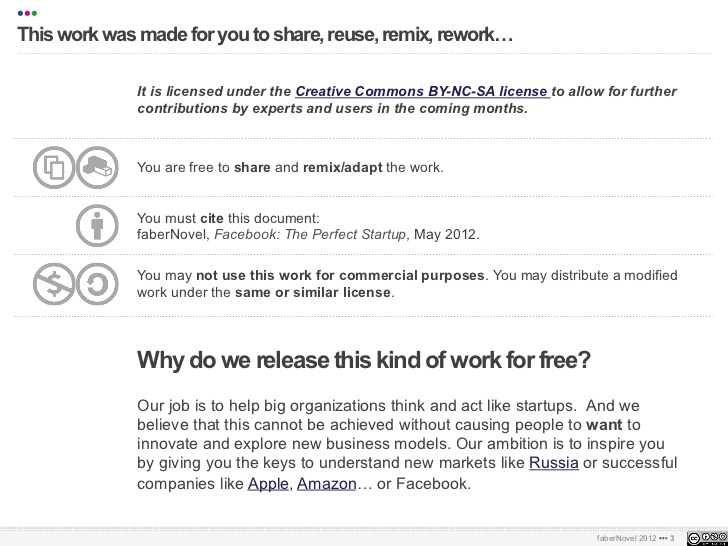 This work was made for you to share, reuse, remix, rework…
It is licensed under the Creative Commons BY-NC-SA license to allow for further
contributions by experts and users in the coming months.
You are free to share and remix/adapt the work.
You must cite this document:
faberNovel, Facebook: The Perfect Startup, May 2012.
You may not use this work for commercial purposes. You may distribute a modified
work under the same or similar license.
Why do we release this kind of work for free?
Our job is to help big organizations think and act like startups.  And we
believe that this cannot be achieved without causing people to want to
innovate and explore new business models. Our ambition is to inspire you
by giving you the keys to understand new markets like Russia or successful
companies like Apple, Amazon… or Facebook.
faberNovel 2012 ••• 3